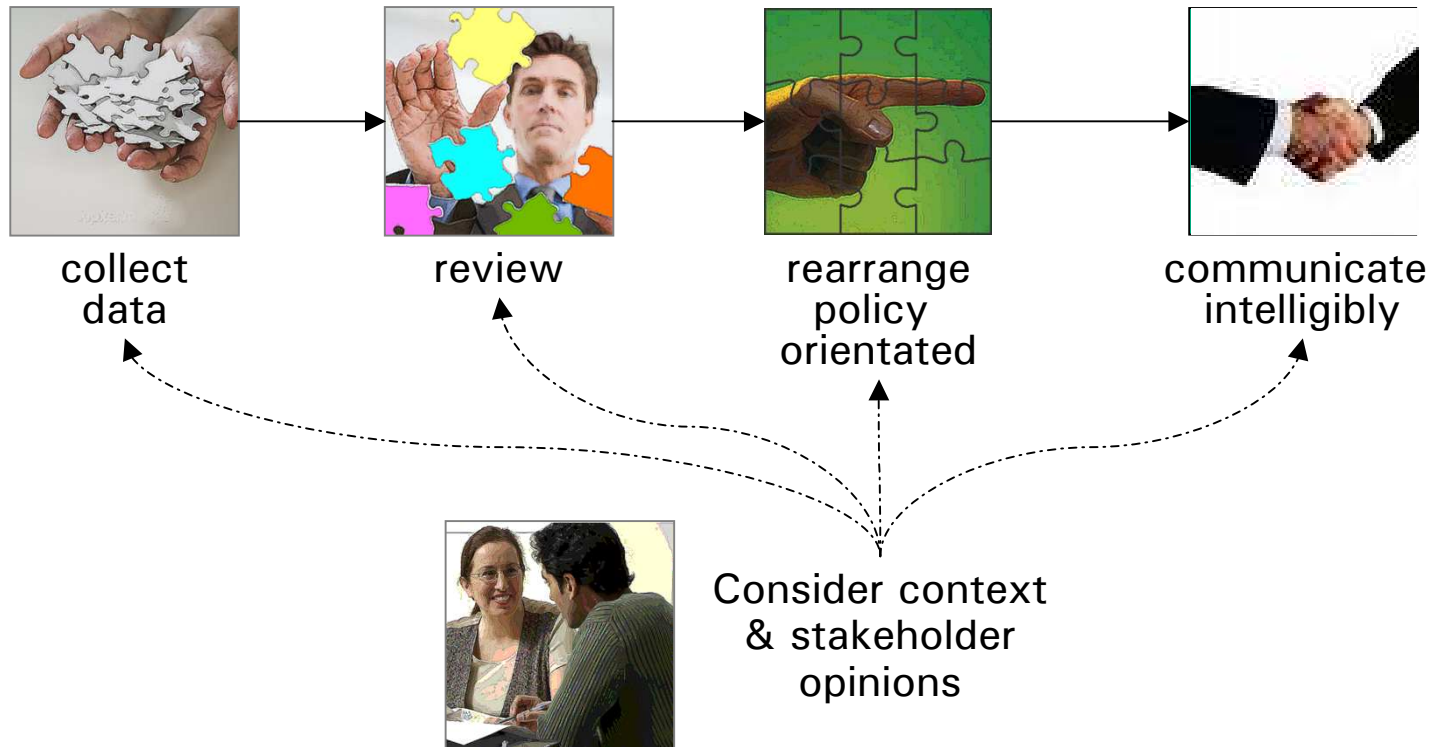 collect
data
review
rearrange
policy
orientated
communicate
intelligibly
Consider context
& stakeholder
opinions